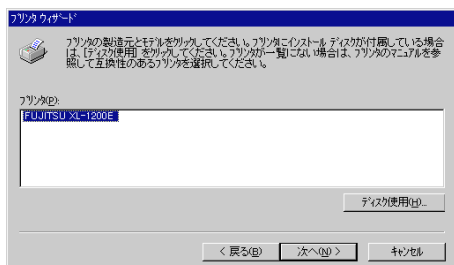 プリンタ ウィザード
プリンタの製造元とモデルをクリックしてください。プリンタにインストール ディスクが付属している場合
は、[ディスク使用] をクリックしてください。プリンタが一覧にない場合は、プリンタのマニュアルを参
照して互換性のあるプリンタを選択してください。
プリンタ(P):
FUJITSU XL-1200E
ディスク使用(H)...
< 戻る(B)
次へ(N) >
キャンセル